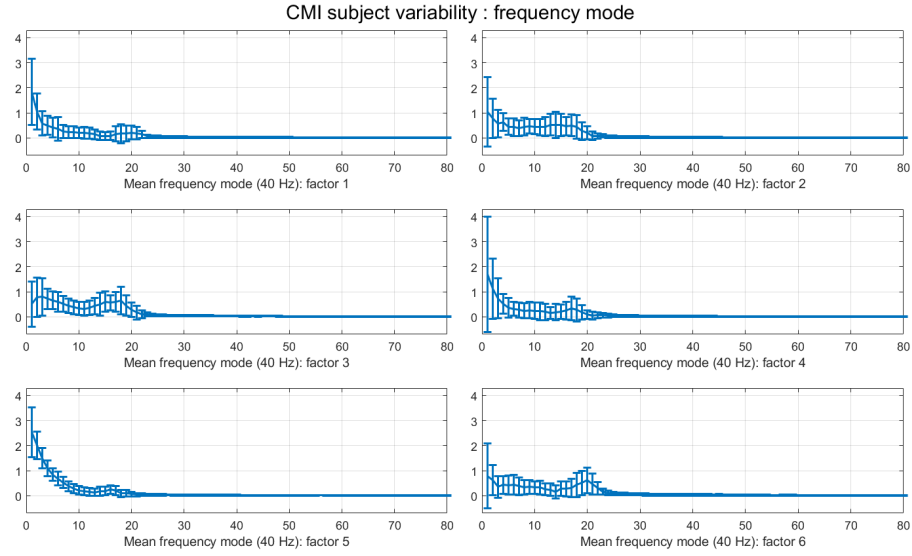 CMI subject variability : frequency mode
4
3
2
1
0
0 10 20 30 40 50 60 70 80
Mean frequency mode (40 Hz): factor 1
4
3
2
1
0
0 10 20 30 40 50 60 70 80
Mean frequency mode (40 Hz): factor 2
4
3
2
1
0
0 10 20 30 40 50 60 70 80
Mean frequency mode (40 Hz): factor 3
4
3
2
1
0
0 10 20 30 40 50 60 70 80
Mean frequency mode (40 Hz): factor 4
4
3
2
1
0
0 10 20 30 40 50 60 70 80
Mean frequency mode (40 Hz): factor 5
4
3
2
1
0
0 10 20 30 40 50 60 70 80
Mean frequency mode (40 Hz): factor 6